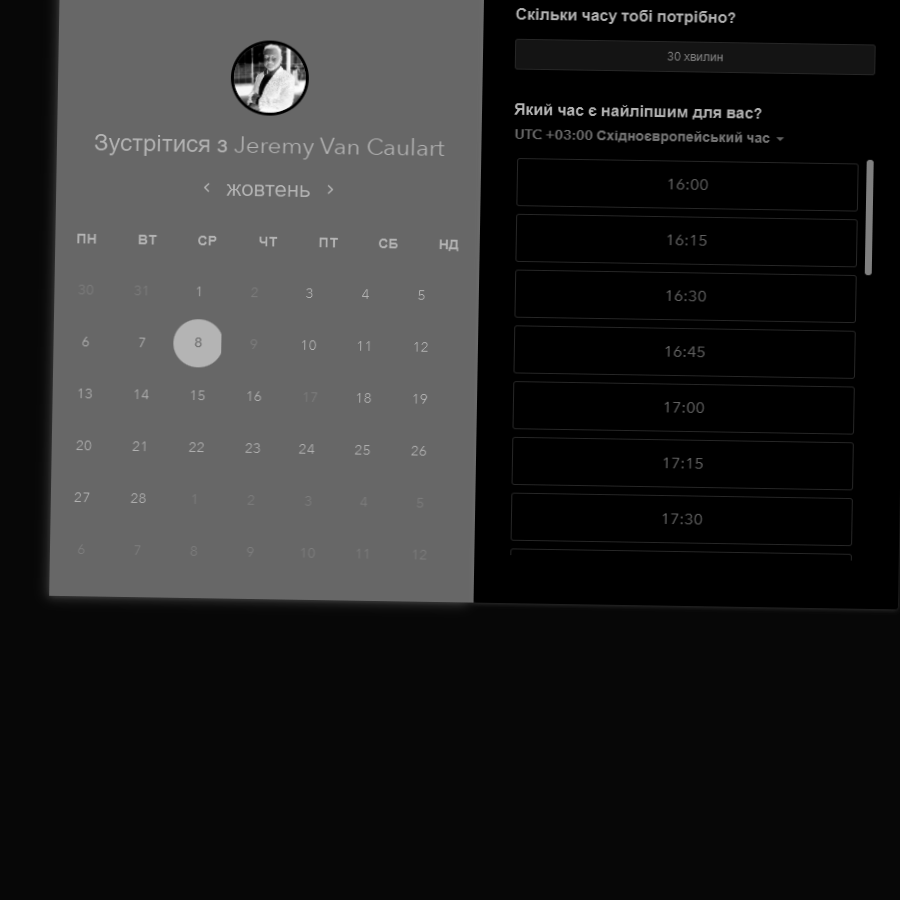 Зустрітися з Jeremy Van Caulart
жовтень
ПН ВТ СР ЧТ ПТ СБ НД
30 31 1 2 3 4 5
6 7 8 9 10 11 12
13 14 15 16 17 18 19
20 21 22 23 24 25 26
27 28 1 2 3 4 5
6 7 8 9 10 11 12
Скільки часу тобі потрібно?
30 хвилин
Який час є найліпшим для вас?
UTC +03:00 Східноєвропейський час
16:00
16:15
16:30
16:45
17:00
17:15
17:30